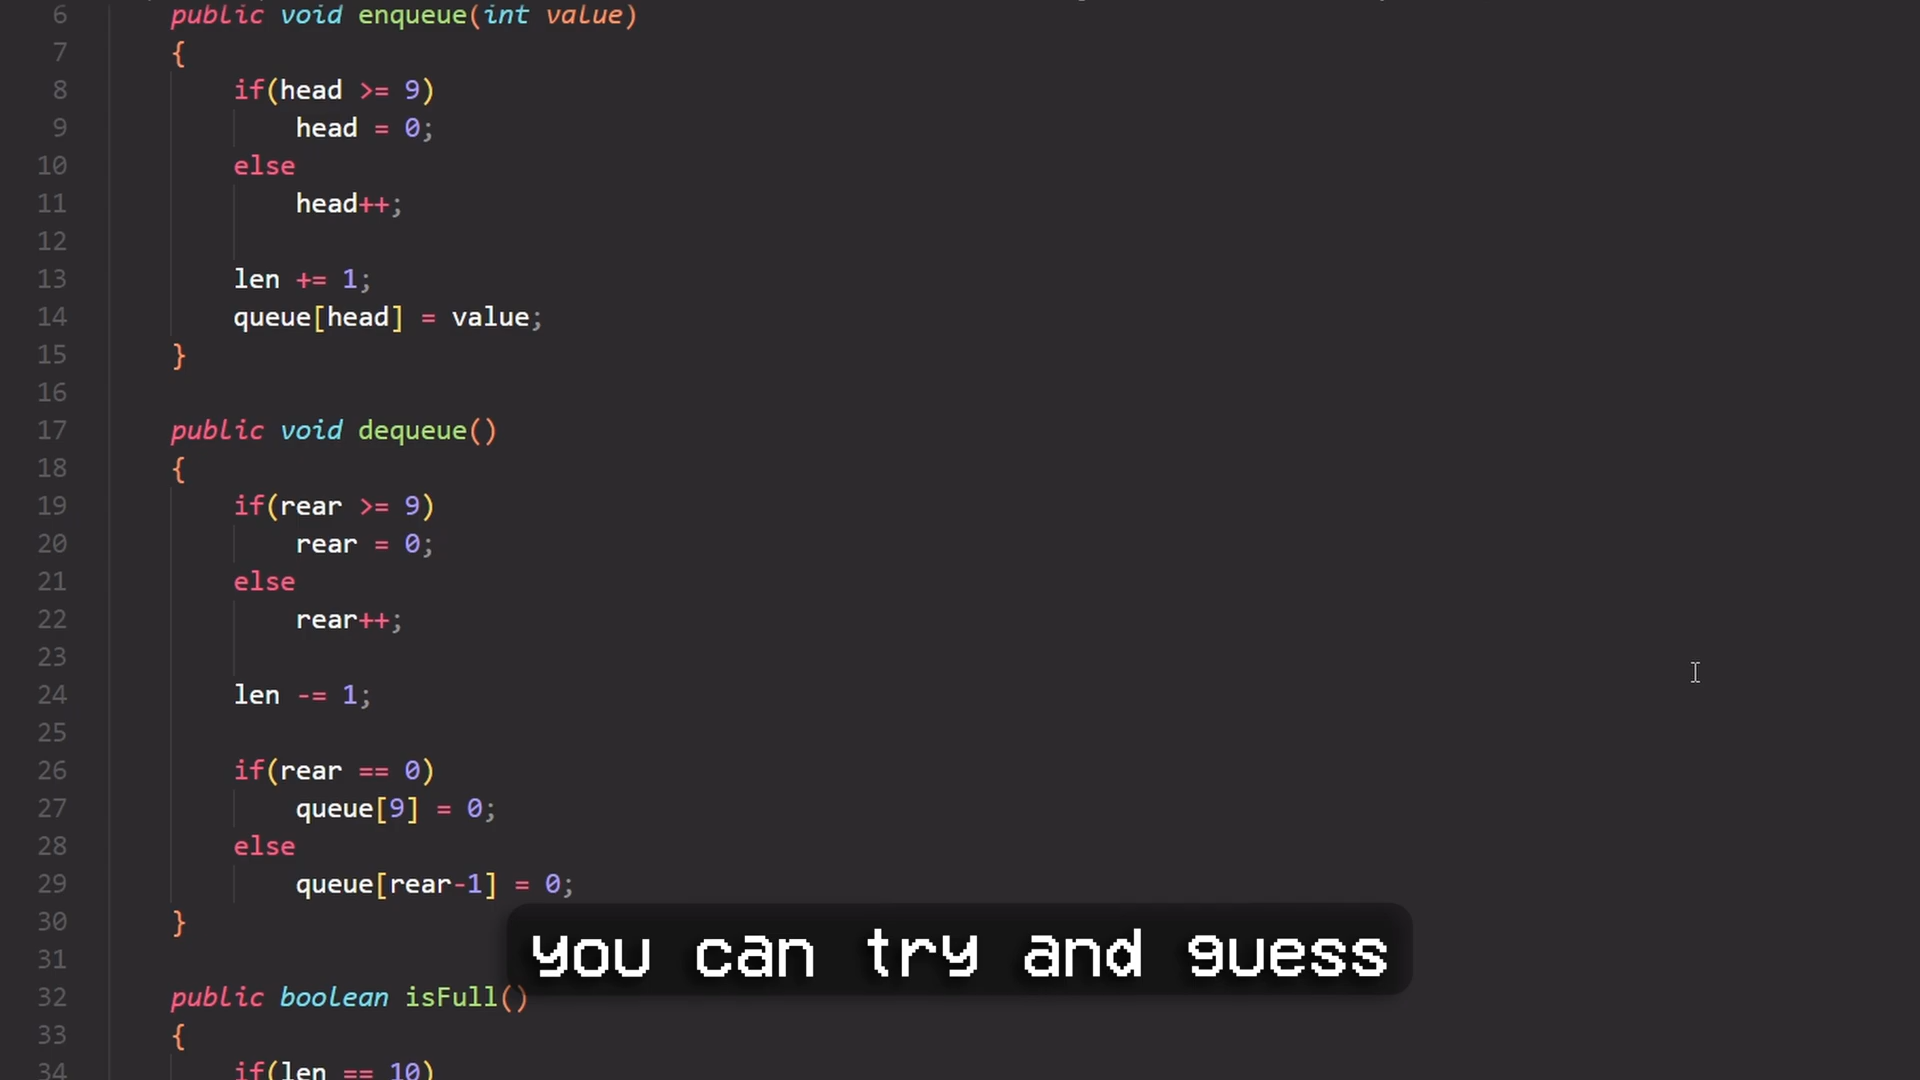 6 public void enqueue(int value)
7 {
8 if(head >= 9)
9 head = 0;
10 else
11 head++;
12
13 len += 1;
14 queue[head] = value;
15 }
16
17 public void dequeue()
18 {
19 if(rear >= 9)
20 rear = 0;
21 else
22 rear++;
23
24 len -= 1;
25
26 if(rear == 0)
27 queue[9] = 0;
28 else
29 queue[rear-1] = 0;
30 }
31
32 public boolean isFull()
33 {
34 if(len == 10)
you can try and guess